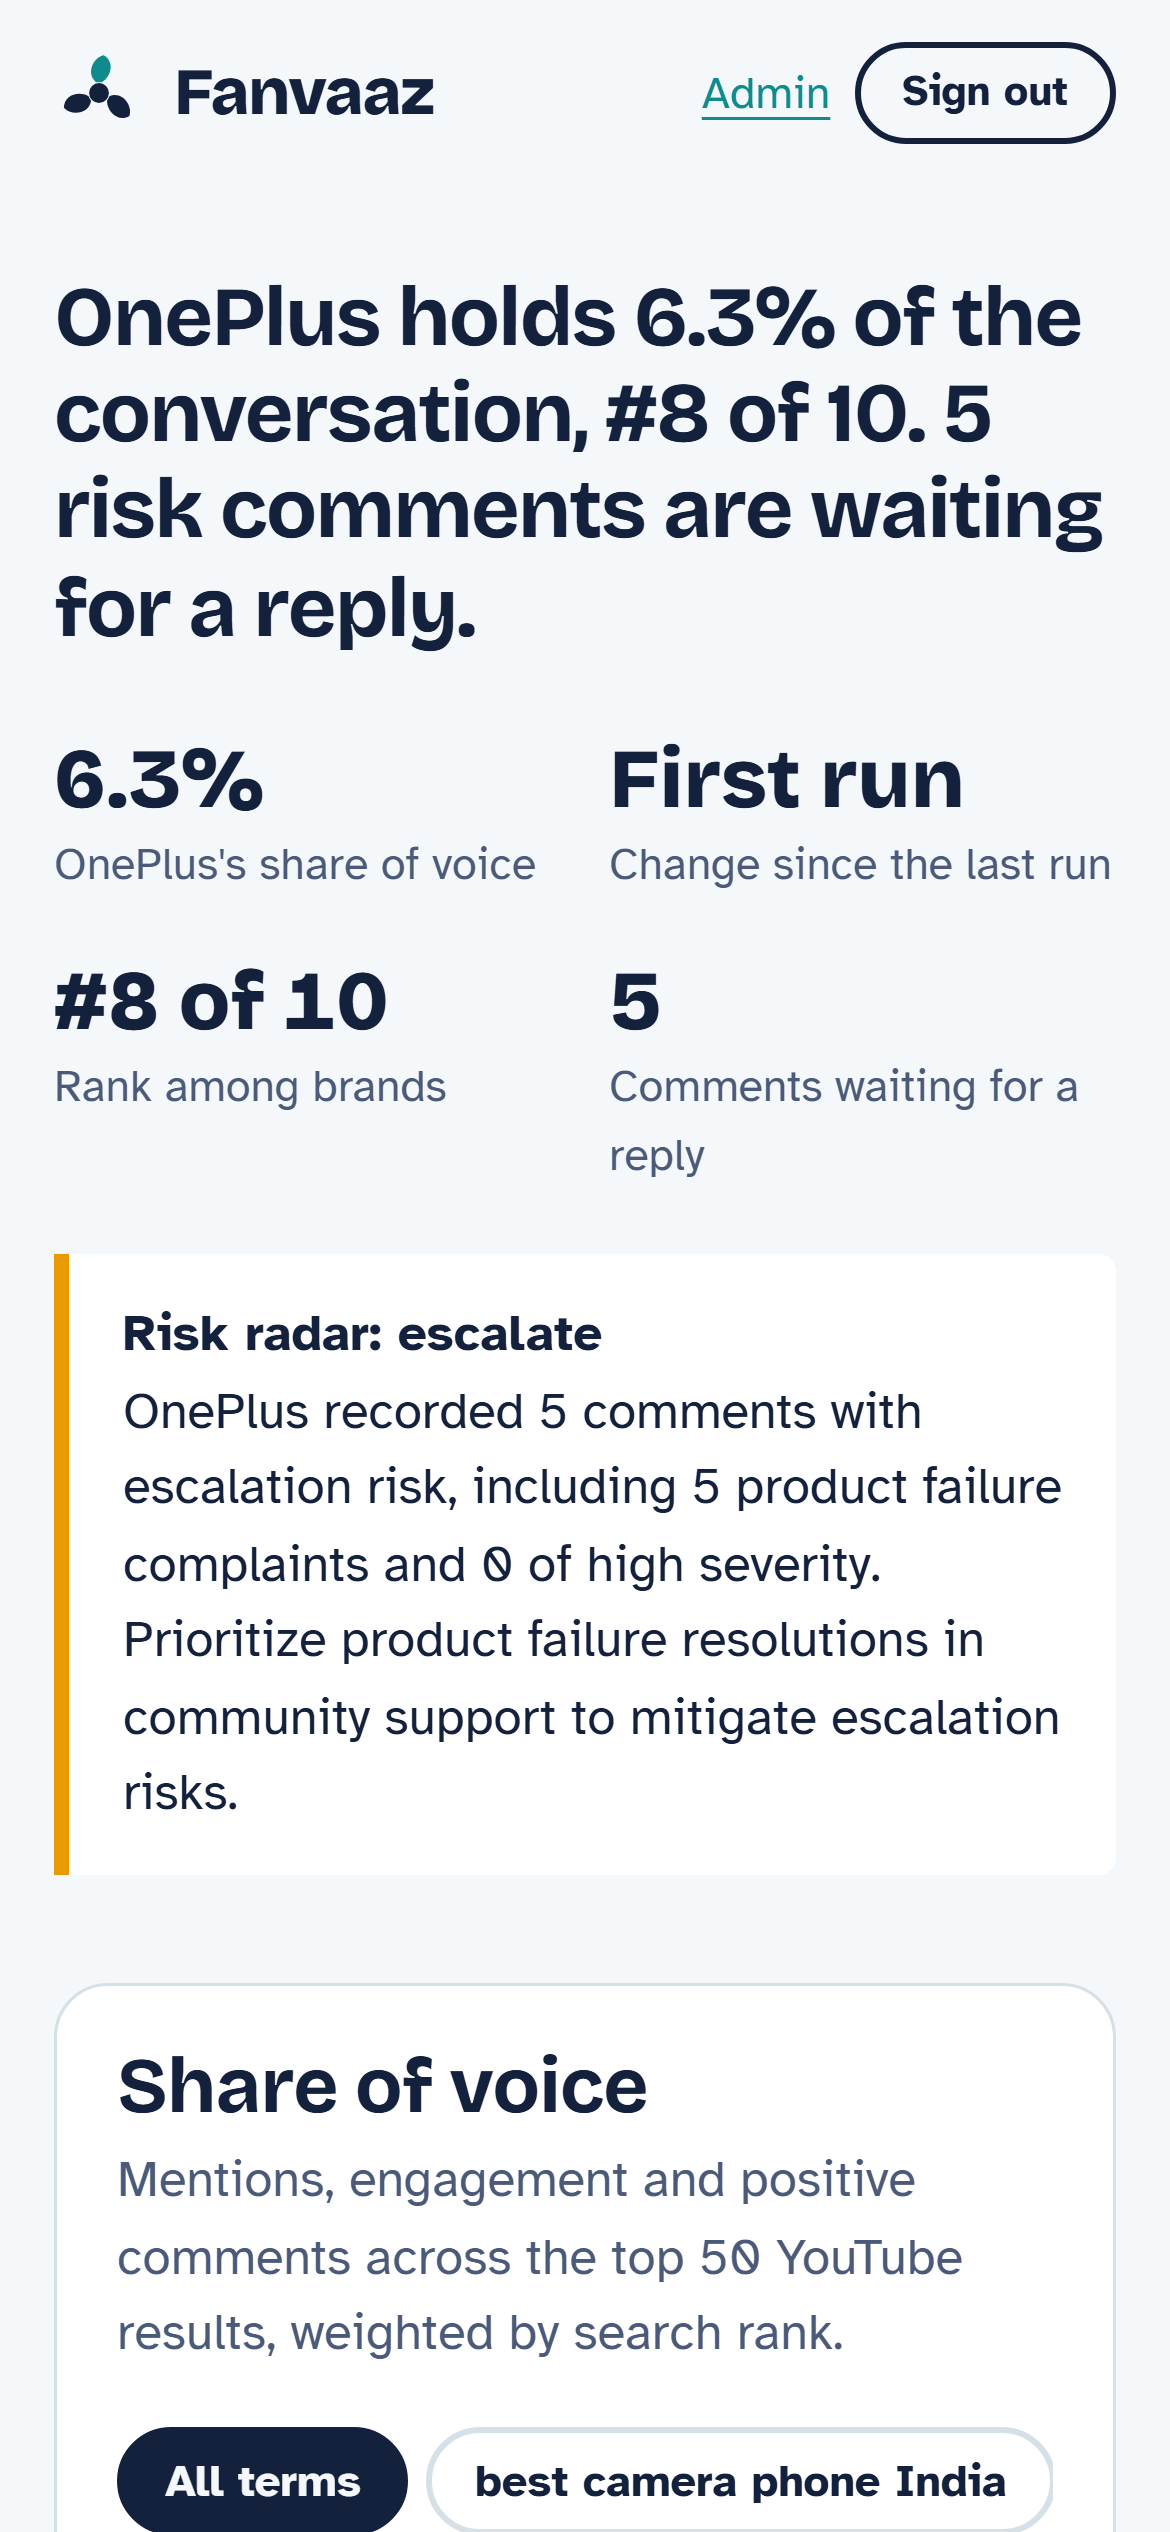 Fanvaaz
Admin
Sign out
OnePlus holds 6.3% of the
conversation, #8 of 10. 5
risk comments are waiting
for a reply.
6.3%
OnePlus's share of voice
First run
Change since the last run
#8 of 10
Rank among brands
5
Comments waiting for a
reply
Risk radar: escalate
OnePlus recorded 5 comments with
escalation risk, including 5 product failure
complaints and 0 of high severity.
Prioritize product failure resolutions in
community support to mitigate escalation
risks.
Share of voice
Mentions, engagement and positive
comments across the top 50 YouTube
results, weighted by search rank.
All terms
best camera phone India